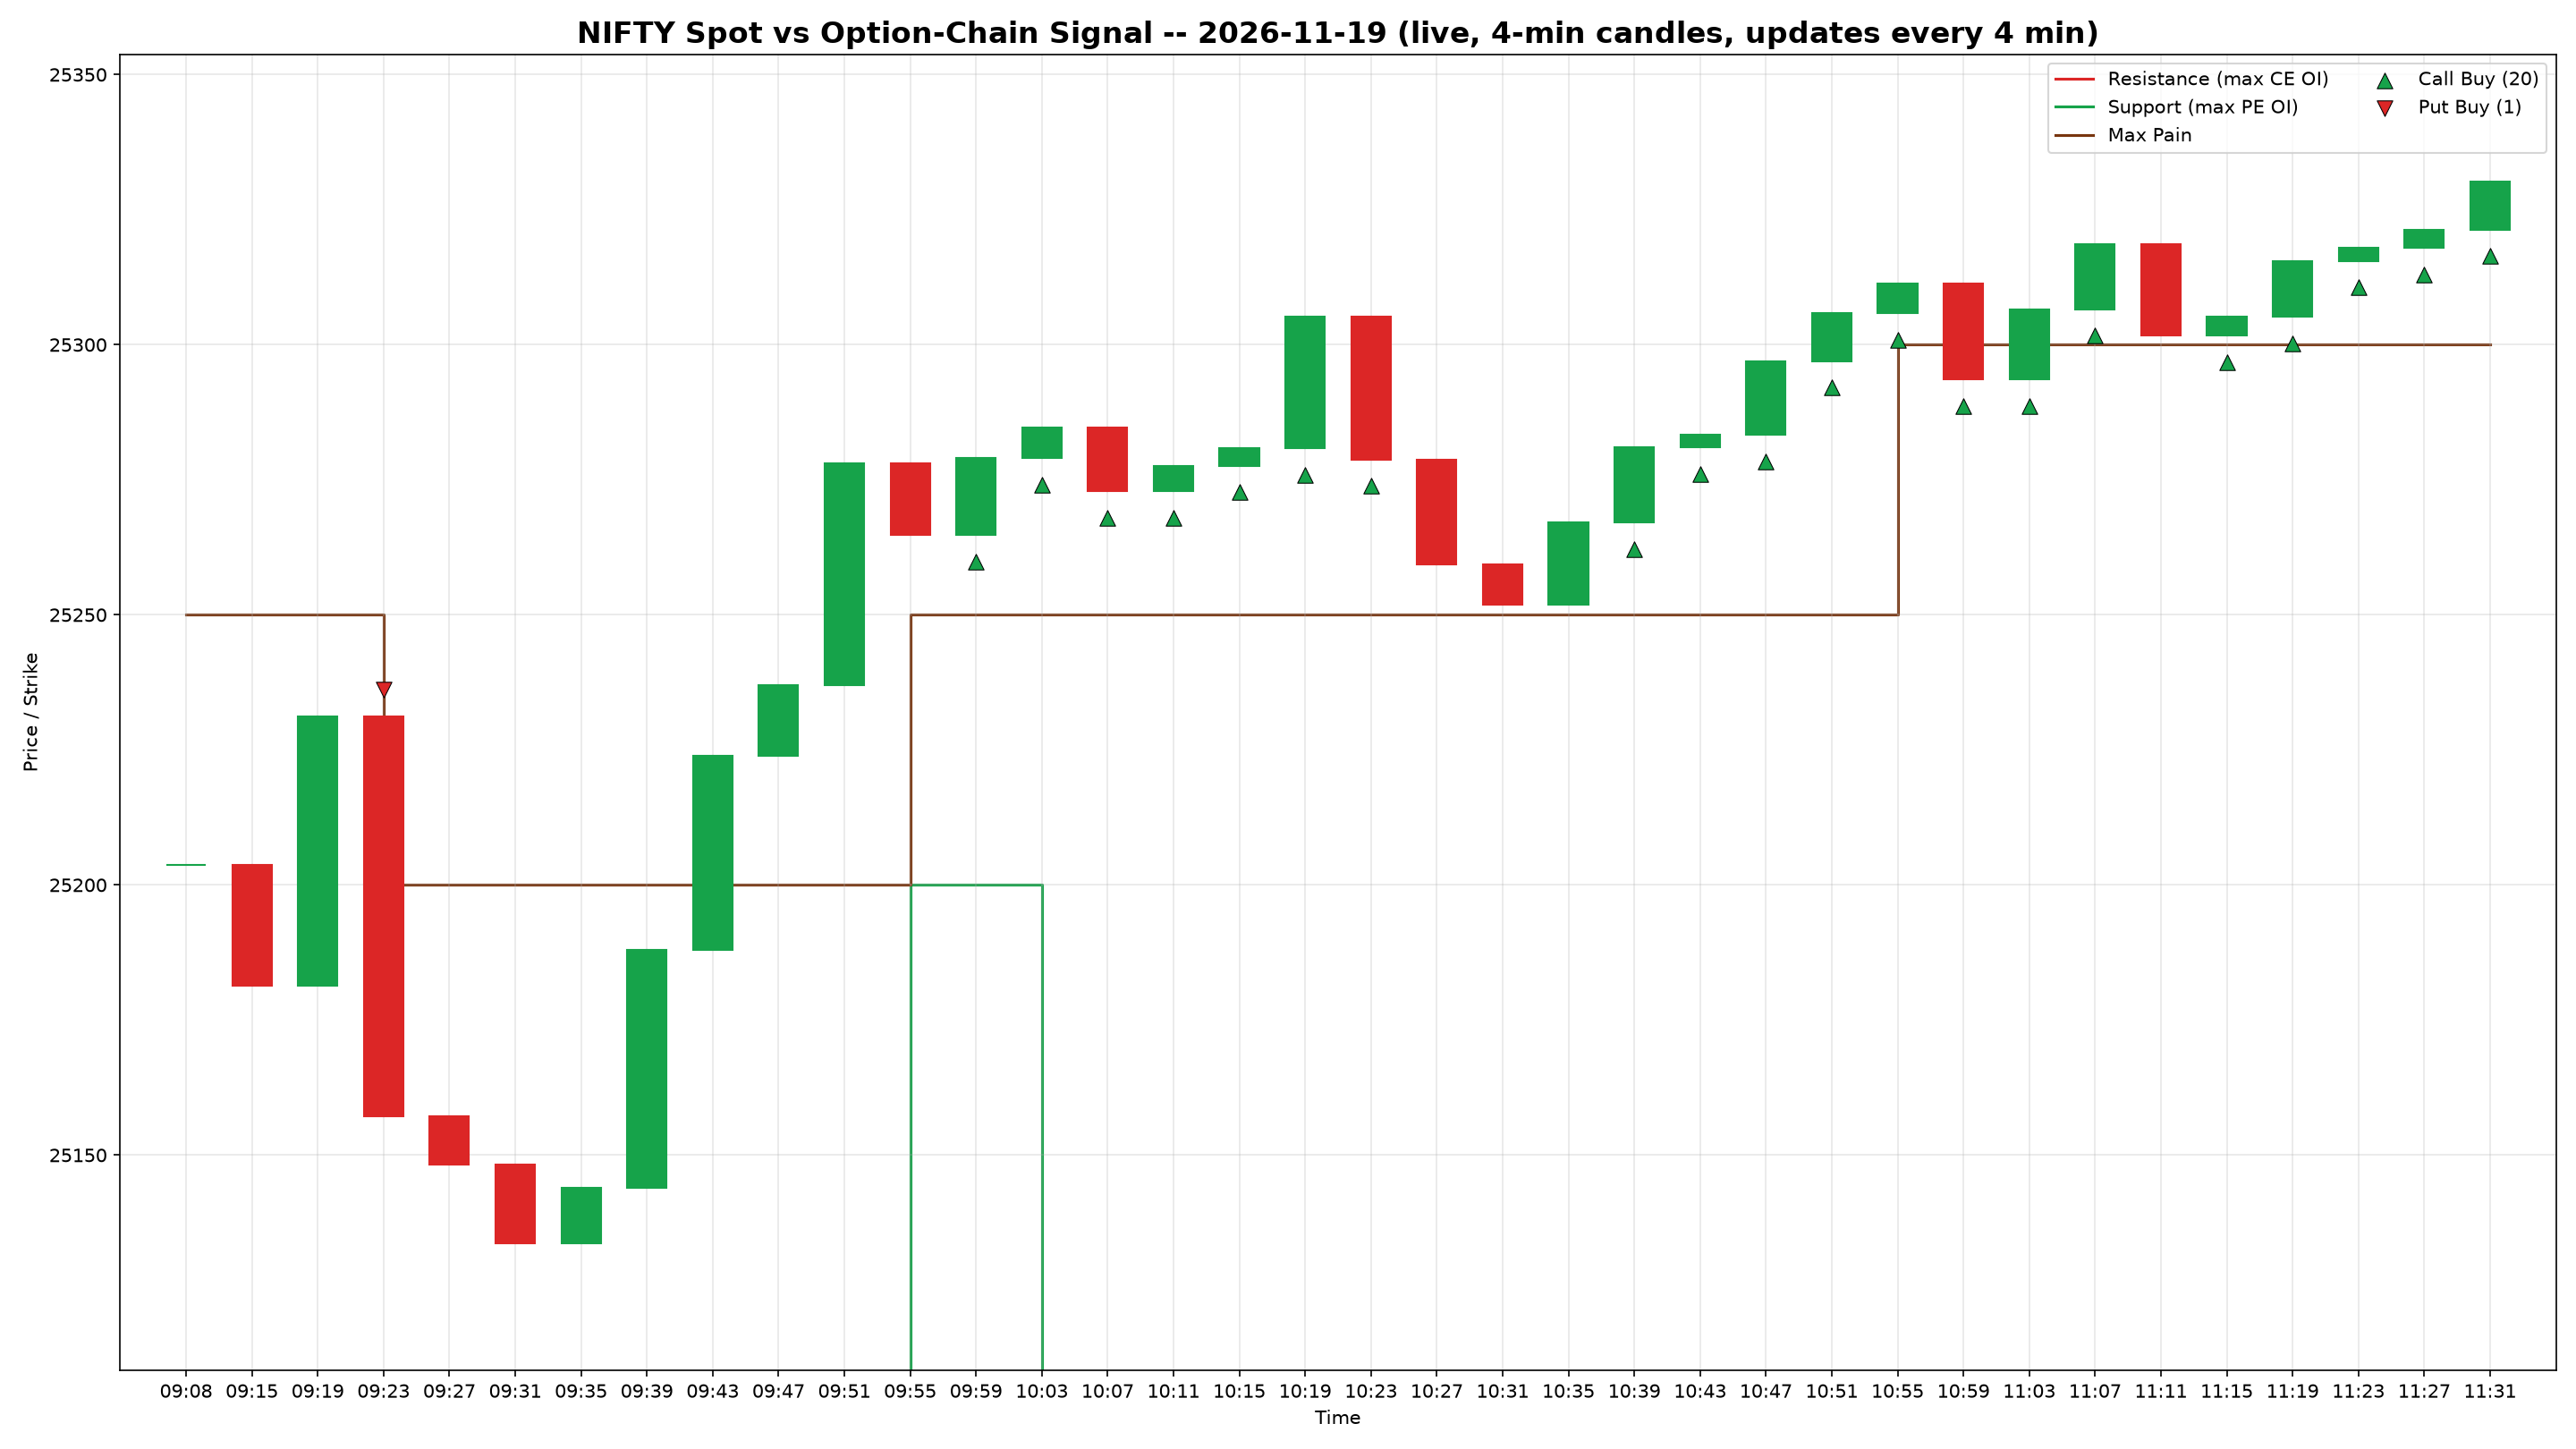 NIFTY Spot vs Option-Chain Signal -- 2026-11-19 (live, 4-min candles, updates every 4 min)
Resistance (max CE OI)
Support (max PE OI)
Max Pain
Call Buy (20)
Put Buy (1)
Price / Strike
25350
25300
25250
25200
25150
09:08 09:15 09:19 09:23 09:27 09:31 09:35 09:39 09:43 09:47 09:51 09:55 09:59 10:03 10:07 10:11 10:15 10:19 10:23 10:27 10:31 10:35 10:39 10:43 10:47 10:51 10:55 10:59 11:03 11:07 11:11 11:15 11:19 11:23 11:27 11:31
Time